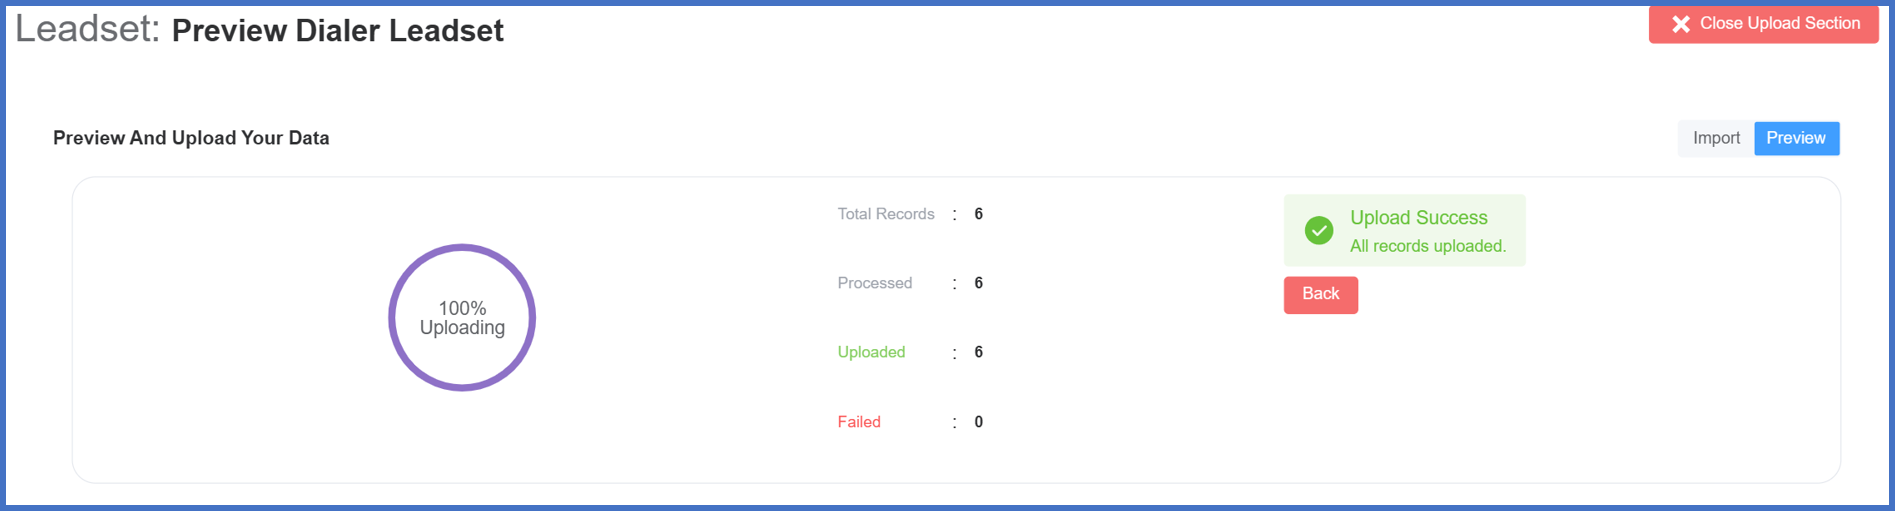 Leadset: Preview Dialer Leadset
Close Upload Section
Preview And Upload Your Data
Import
Preview
100%
Uploading
Total Records : 6
Processed : 6
Uploaded : 6
Failed : 0
Upload Success
All records uploaded.
Back